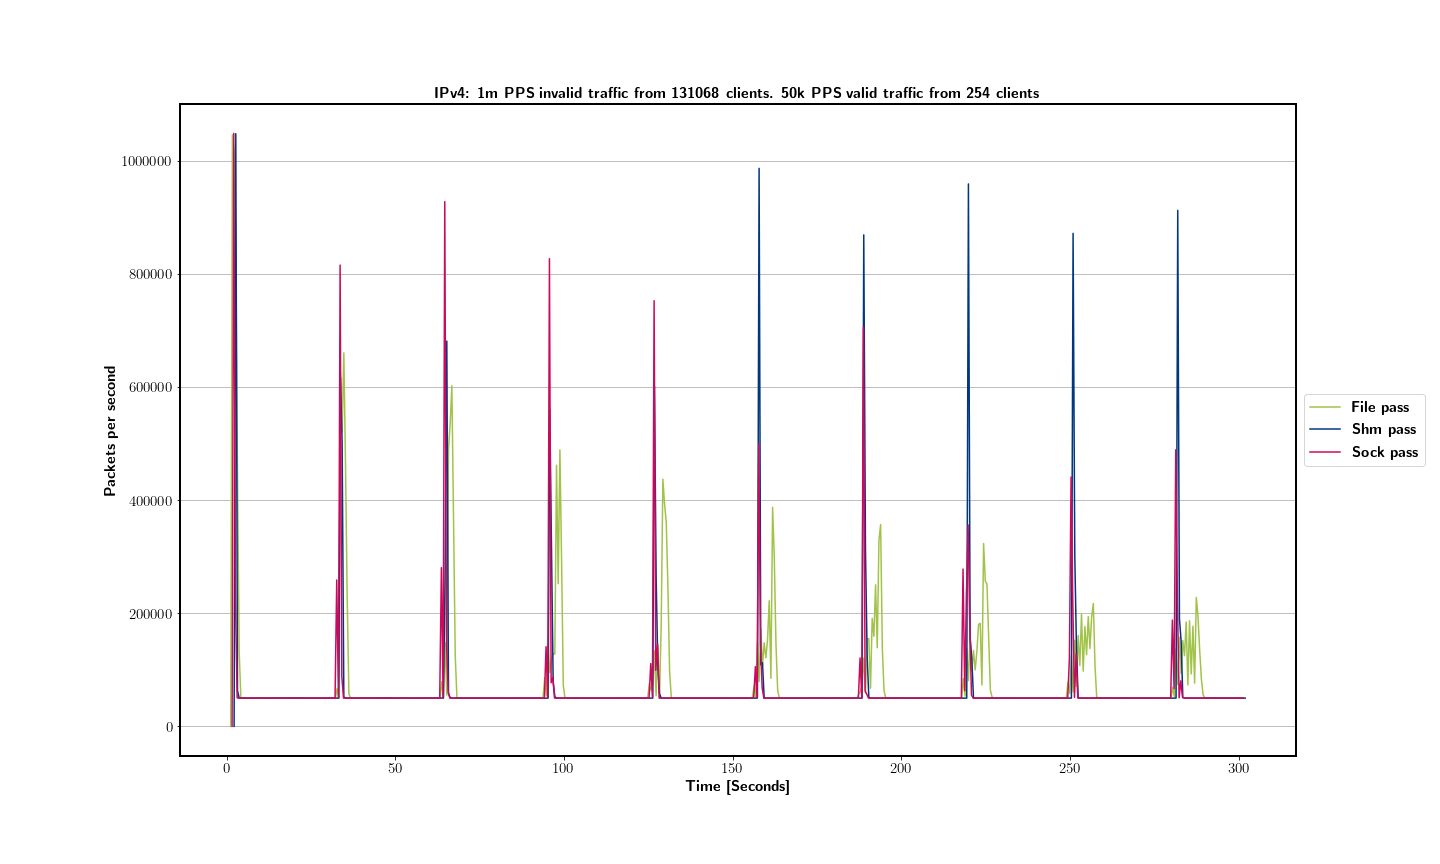 IPv4: 1m PPS invalid traffic from 131068 clients. 50k PPS valid traffic from 254 clients
1000000
800000
600000
400000
200000
0
Packets per second
0 50 100 150 200 250 300
Time [Seconds]
File pass
Shm pass
Sock pass